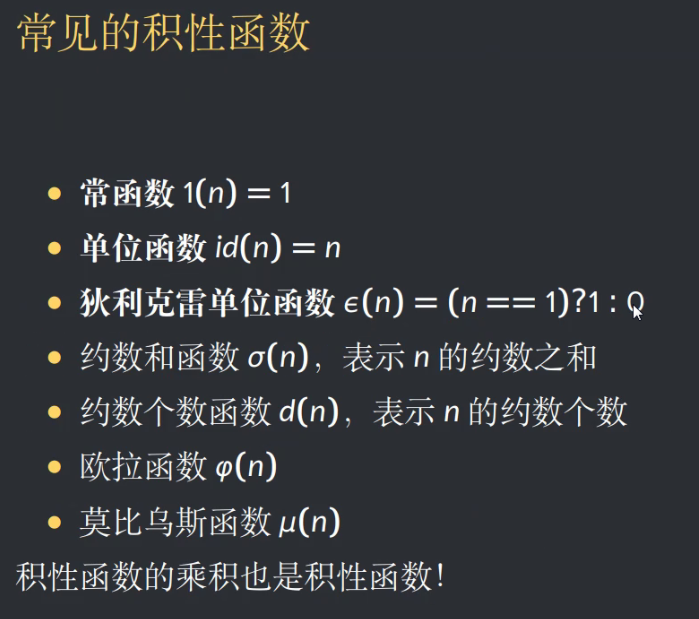 常见的积性函数
• 常函数 1(n) = 1
• 单位函数 id(n) = n
• 狄利克雷单位函数 ϵ(n) = (n == 1)?1 : 0
• 约数和函数 σ(n)，表示 n 的约数之和
• 约数个数函数 d(n)，表示 n 的约数个数
• 欧拉函数 φ(n)
• 莫比乌斯函数 μ(n)
积性函数的乘积也是积性函数！